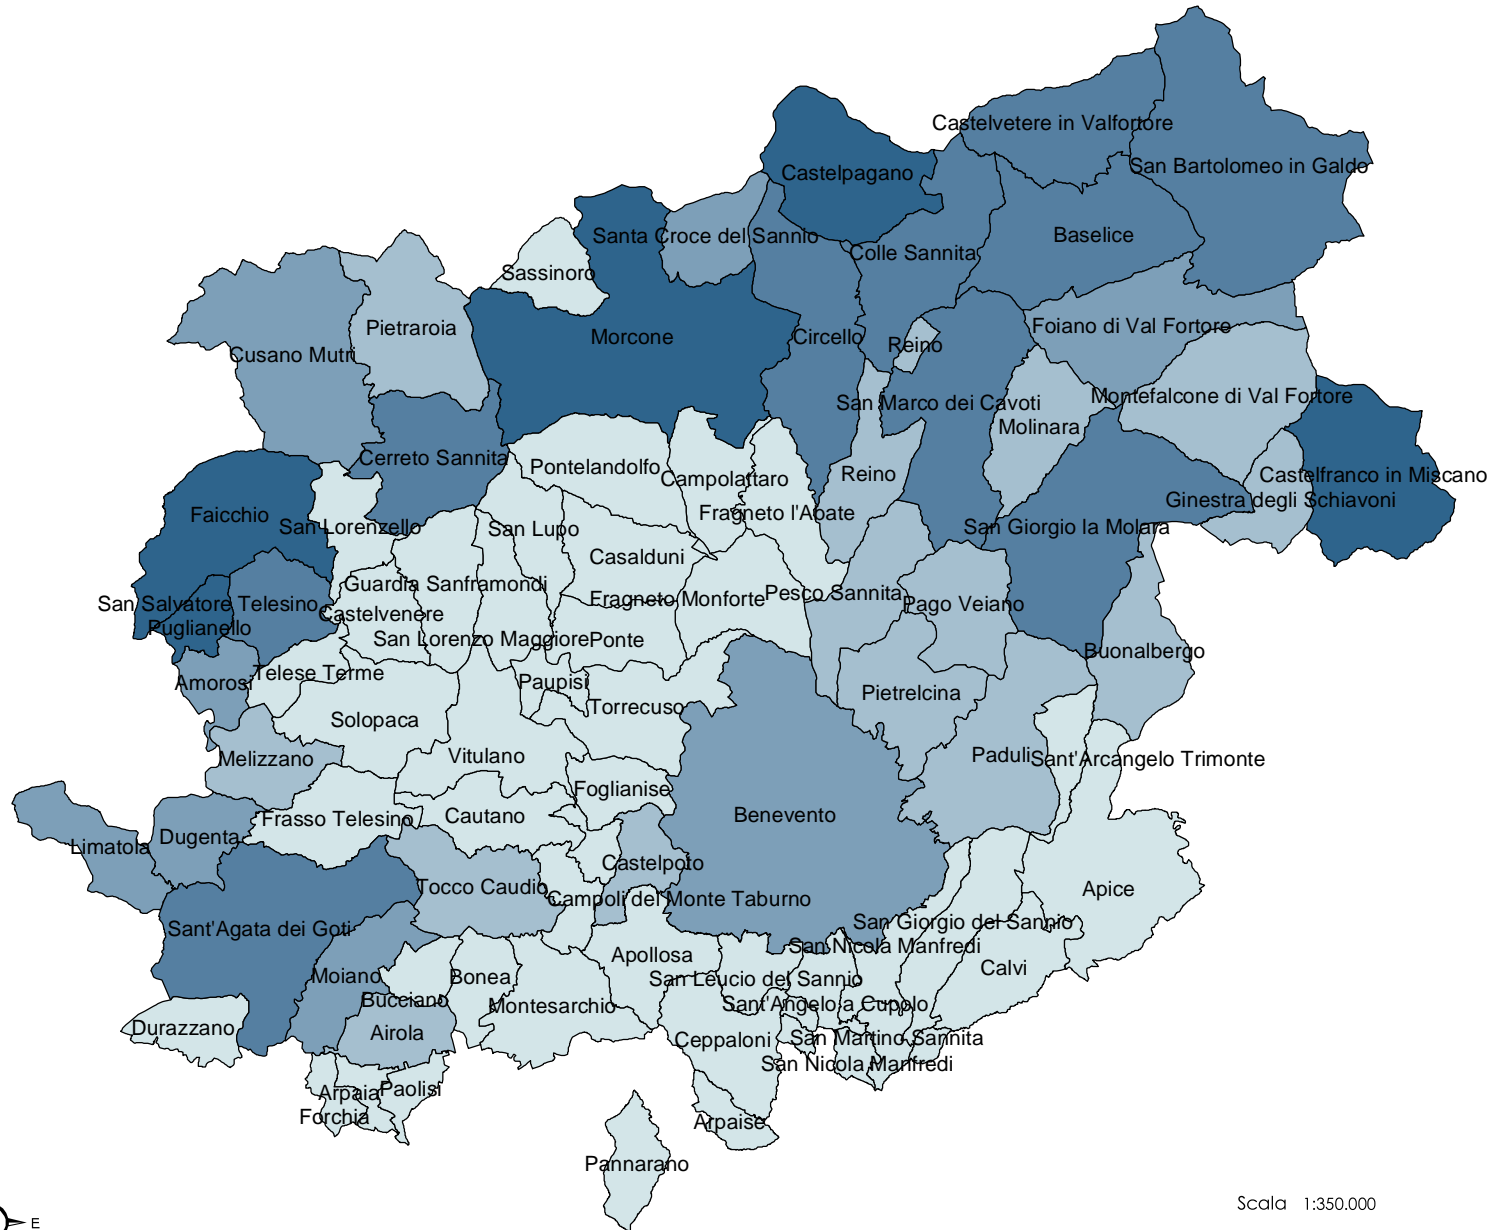 Castelvetere in Valfortore
San Bartolomeo in Galdo
Castelpagano
Santa Croce del Sannio
Baselice
Colle Sannita
Sassinoro
Pietraroia
Foiano di Val Fortore
Morcone
Circello
Reino
Cusano Mutri
Montefalcone di Val Fortore
San Marco dei Cavoti
Molinara
Cerreto Sannita
Pontelandolfo
Campolattaro
Reino
Castelfranco in Miscano
Ginestra degli Schiavoni
Faicchio
San Lorenzello
San Lupo
Fragneto l'Abate
San Giorgio la Molara
Casalduni
Guardia Sanframondi
San Salvatore Telesino
Castelvenere
Fragneto Monforte
Pesco Sannita
Pago Veiano
Puglianello
San Lorenzo Maggiore
Ponte
Buonalbergo
Amorosi
Telese Terme
Paupisi
Pietrelcina
Solopaca
Torrecuso
Melizzano
Vitulano
Paduli
Sant'Arcangelo Trimonte
Foglianise
Frasso Telesino
Cautano
Benevento
Limatola
Dugenta
Castelpoto
Tocco Caudio
Campoli del Monte Taburno
Apice
Sant'Agata dei Goti
San Giorgio del Sannio
San Nicola Manfredi
Apollosa
Calvi
Moiano
Bonea
San Leucio del Sannio
Bucciano
Montesarchio
Sant'Angelo a Cupolo
Durazzano
Airola
Ceppaloni
San Martino Sannita
San Nicola Manfredi
Arpaia
Paolisi
Forchia
Arpaise
Pannarano
Scala 1:350.000
E